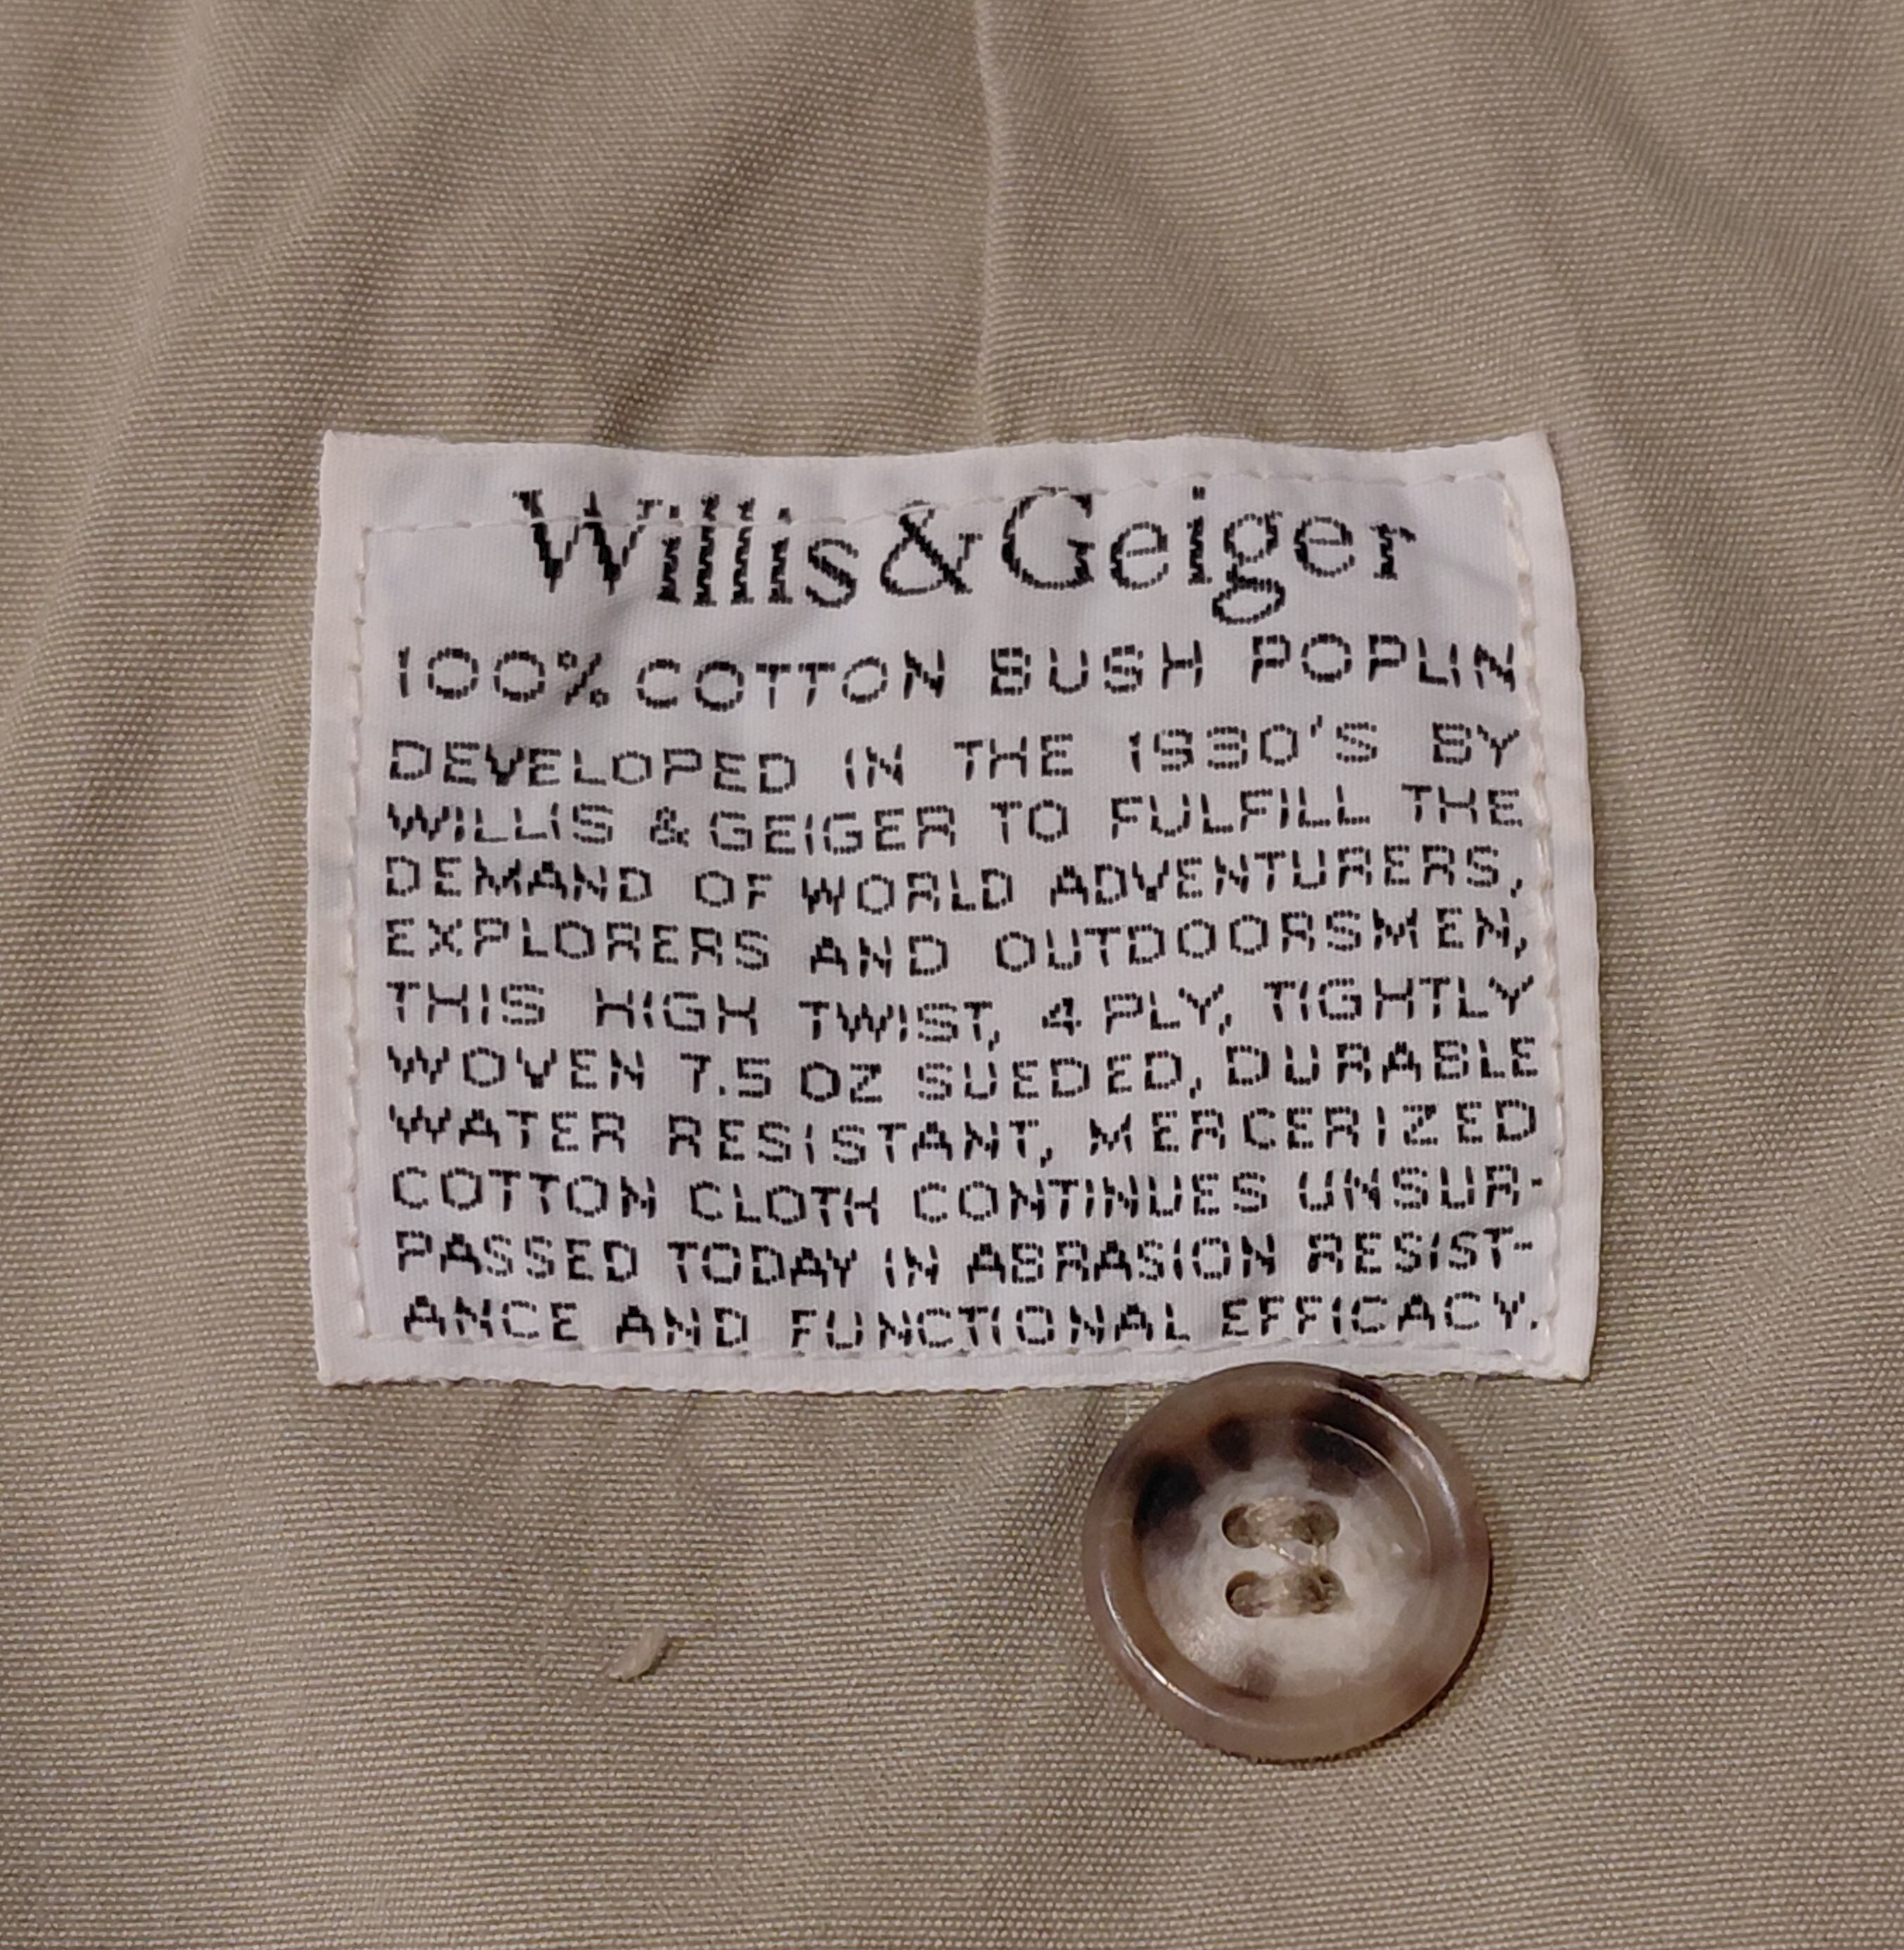 Willis & Geiger
100% COTTON BUSH POPLIN
DEVELOPED IN THE 1930'S BY
WILLIS & GEIGER TO FULFILL THE
DEMAND OF WORLD ADVENTURERS,
EXPLORERS AND OUTDOORSMEN,
THIS HIGH TWIST, 4 PLY, TIGHTLY
WOVEN 7.5 OZ SUEDED, DURABLE
WATER RESISTANT, MERCERIZED
COTTON CLOTH CONTINUES UNSUR-
PASSED TODAY IN ABRASION RESIST-
ANCE AND FUNCTIONAL EFFICACY.